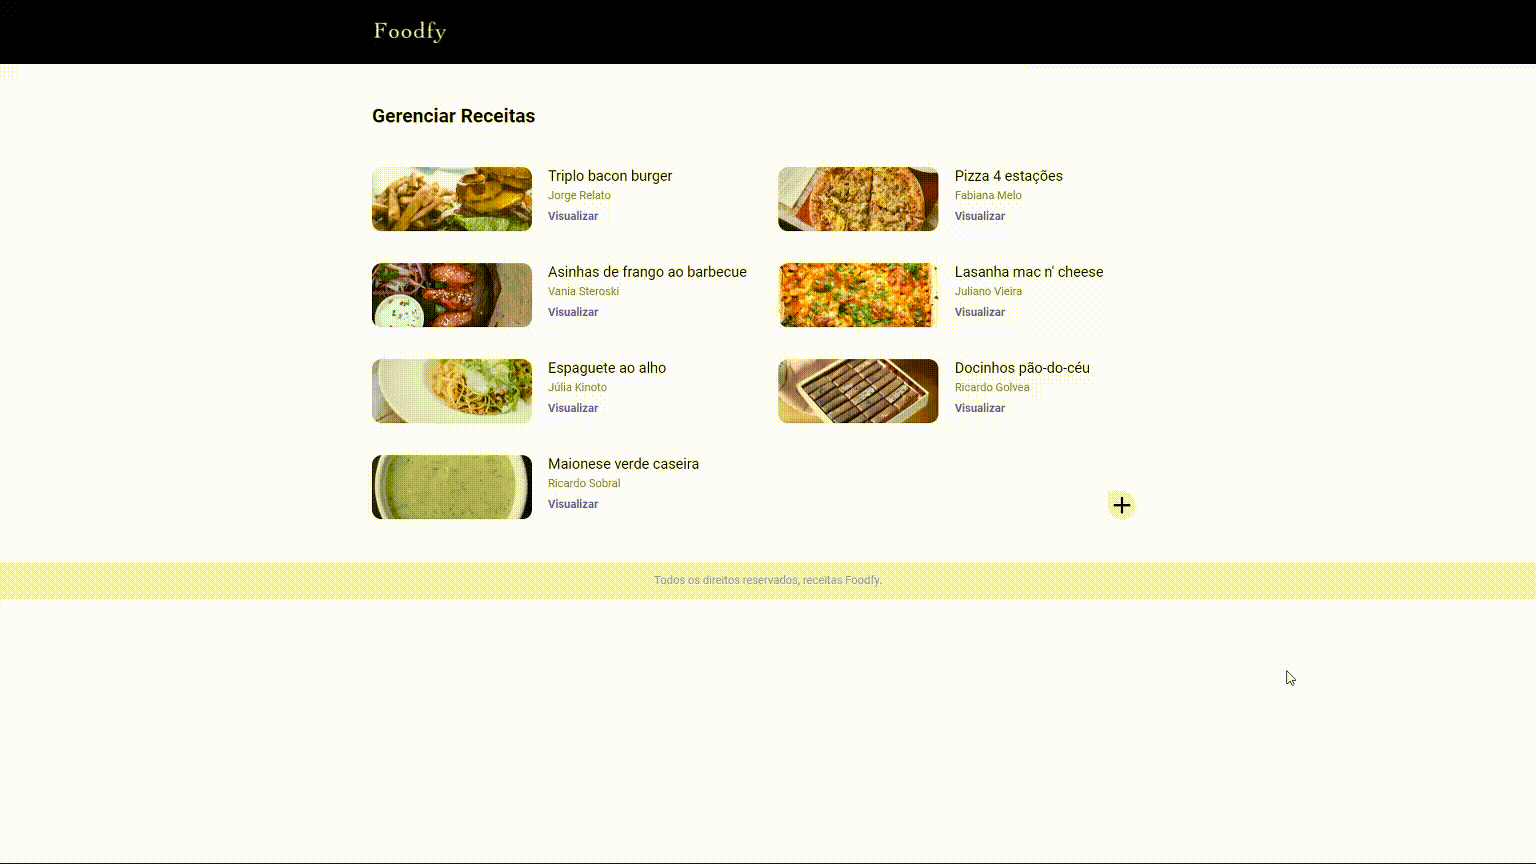 Foodfy
Gerenciar Receitas
Triplo bacon burger
Jorge Relato
Visualizar
Pizza 4 estações
Fabiana Melo
Visualizar
Asinhas de frango ao barbecue
Vania Steroski
Visualizar
Lasanha mac n' cheese
Juliano Vieira
Visualizar
Espaguete ao alho
Júlia Kinoto
Visualizar
Docinhos pão-do-céu
Ricardo Golvea
Visualizar
Maionese verde caseira
Ricardo Sobral
Visualizar
Todos os direitos reservados, receitas Foodfy.